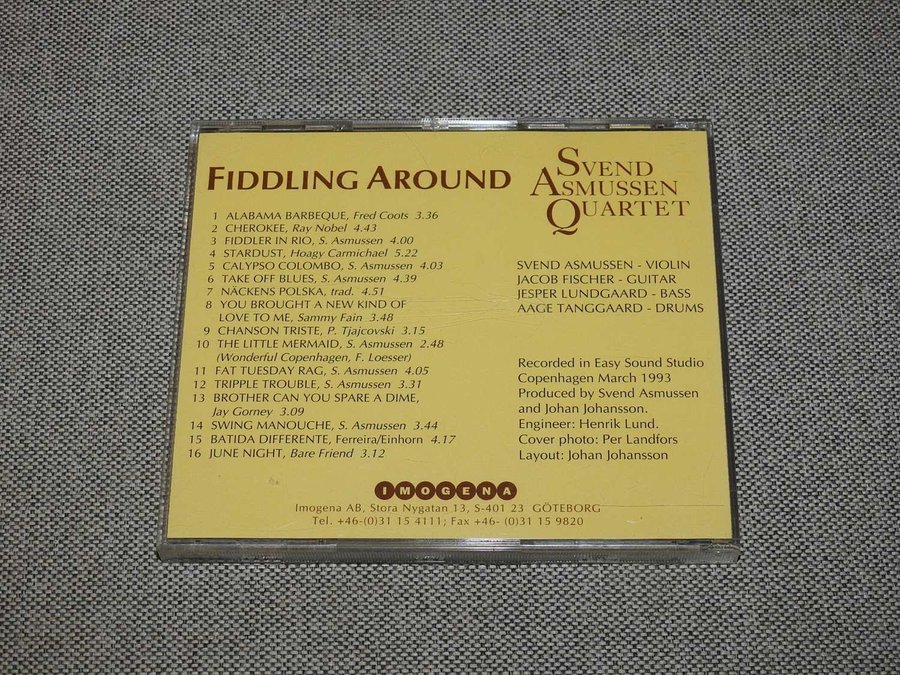 FIDDLING AROUND
SVEND
ASMUSSEN
QUARTET
1 ALABAMA BARBEQUE, Fred Coots 3.36
2 CHEROKEE, Ray Nobel 4.43
3 FIDDLER IN RIO, S. Asmussen 4.00
4 STARDUST, Hoagy Carmichael 5.22
5 CALYPSO COLOMBO, S. Asmussen 4.03
6 TAKE OFF BLUES, S. Asmussen 4.39
7 NÄCKENS POLSKA, trad. 4.51
8 YOU BROUGHT A NEW KIND OF
LOVE TO ME, Sammy Fain 3.48
9 CHANSON TRISTE, P. Tjajcovski 3.15
10 THE LITTLE MERMAID, S. Asmussen 2.48
(Wonderful Copenhagen, F. Loesser)
11 FAT TUESDAY RAG, S. Asmussen 4.05
12 TRIPPLE TROUBLE, S. Asmussen 3.31
13 BROTHER CAN YOU SPARE A DIME,
Jay Gorney 3.09
14 SWING MANOUCHE, S. Asmussen 3.44
15 BATIDA DIFFERENTE, Ferreira/Einhorn 4.17
16 JUNE NIGHT, Bare Friend 3.12
SVEND ASMUSSEN - VIOLIN
JACOB FISCHER - GUITAR
JESPER LUNDGAARD - BASS
AAGE TANGGAARD - DRUMS
Recorded in Easy Sound Studio
Copenhagen March 1993
Produced by Svend Asmussen
and Johan Johansson.
Engineer: Henrik Lund.
Cover photo: Per Landfors
Layout: Johan Johansson
IMOGENA
Imogena AB, Stora Nygatan 13, S-401 23 GÖTEBORG
Tel. +46-(0)31 15 4111; Fax +46- (0)31 15 9820